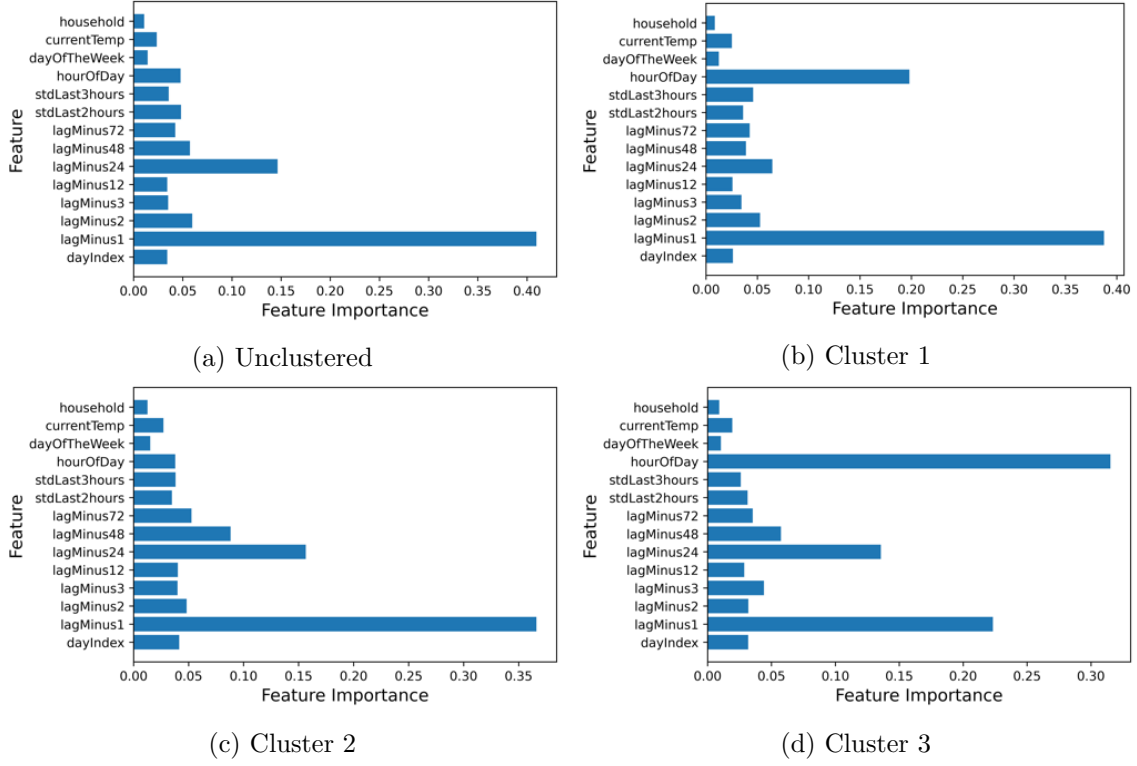 household
currentTemp
dayOfTheWeek
hourOfDay
stdLast3hours
stdLast2hours
lagMinus72
lagMinus48
lagMinus24
lagMinus12
lagMinus3
lagMinus2
lagMinus1
dayIndex
Feature
0.00 0.05 0.10 0.15 0.20 0.25 0.30 0.35 0.40
Feature Importance
(a) Unclustered
household
currentTemp
dayOfTheWeek
hourOfDay
stdLast3hours
stdLast2hours
lagMinus72
lagMinus48
lagMinus24
lagMinus12
lagMinus3
lagMinus2
lagMinus1
dayIndex
Feature
0.00 0.05 0.10 0.15 0.20 0.25 0.30 0.35 0.40
Feature Importance
(b) Cluster 1
household
currentTemp
dayOfTheWeek
hourOfDay
stdLast3hours
stdLast2hours
lagMinus72
lagMinus48
lagMinus24
lagMinus12
lagMinus3
lagMinus2
lagMinus1
dayIndex
Feature
0.00 0.05 0.10 0.15 0.20 0.25 0.30 0.35
Feature Importance
(c) Cluster 2
household
currentTemp
dayOfTheWeek
hourOfDay
stdLast3hours
stdLast2hours
lagMinus72
lagMinus48
lagMinus24
lagMinus12
lagMinus3
lagMinus2
lagMinus1
dayIndex
Feature
0.00 0.05 0.10 0.15 0.20 0.25 0.30
Feature Importance
(d) Cluster 3